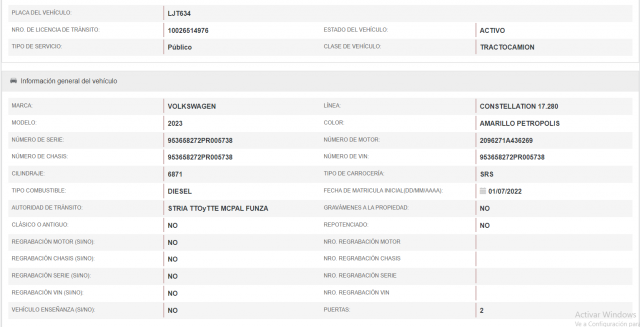 PLACA DEL VEHÍCULO: LJT634
NRO. DE LICENCIA DE TRÁNSITO: 10026514976 ESTADO DEL VEHÍCULO: ACTIVO
TIPO DE SERVICIO: Público CLASE DE VEHÍCULO: TRACTOCAMION
Información general del vehículo
MARCA: VOLKSWAGEN LÍNEA: CONSTELLATION 17.280
MODELO: 2023 COLOR: AMARILLO PETROPOLIS
NÚMERO DE SERIE: 953658272PR005738 NÚMERO DE MOTOR: 2096271A436269
NÚMERO DE CHASIS: 953658272PR005738 NÚMERO DE VIN: 953658272PR005738
CILINDRAJE: 6871 TIPO DE CARROCERÍA: SRS
TIPO COMBUSTIBLE: DIESEL FECHA DE MATRICULA INICIAL(DD/MM/AAAA): 01/07/2022
AUTORIDAD DE TRÁNSITO: STRIA TTOyTTE MCPAL FUNZA GRAVÁMENES A LA PROPIEDAD: NO
CLÁSICO O ANTIGUO: NO REPOTENCIADO: NO
REGRABACIÓN MOTOR (SI/NO): NO NRO. REGRABACIÓN MOTOR
REGRABACIÓN CHASIS (SI/NO): NO NRO. REGRABACIÓN CHASIS
REGRABACIÓN SERIE (SI/NO): NO NRO. REGRABACIÓN SERIE
REGRABACIÓN VIN (SI/NO): NO NRO. REGRABACIÓN VIN
VEHÍCULO ENSEÑANZA (SI/NO): NO PUERTAS: 2
Activar Windows
Ve a Configuración para